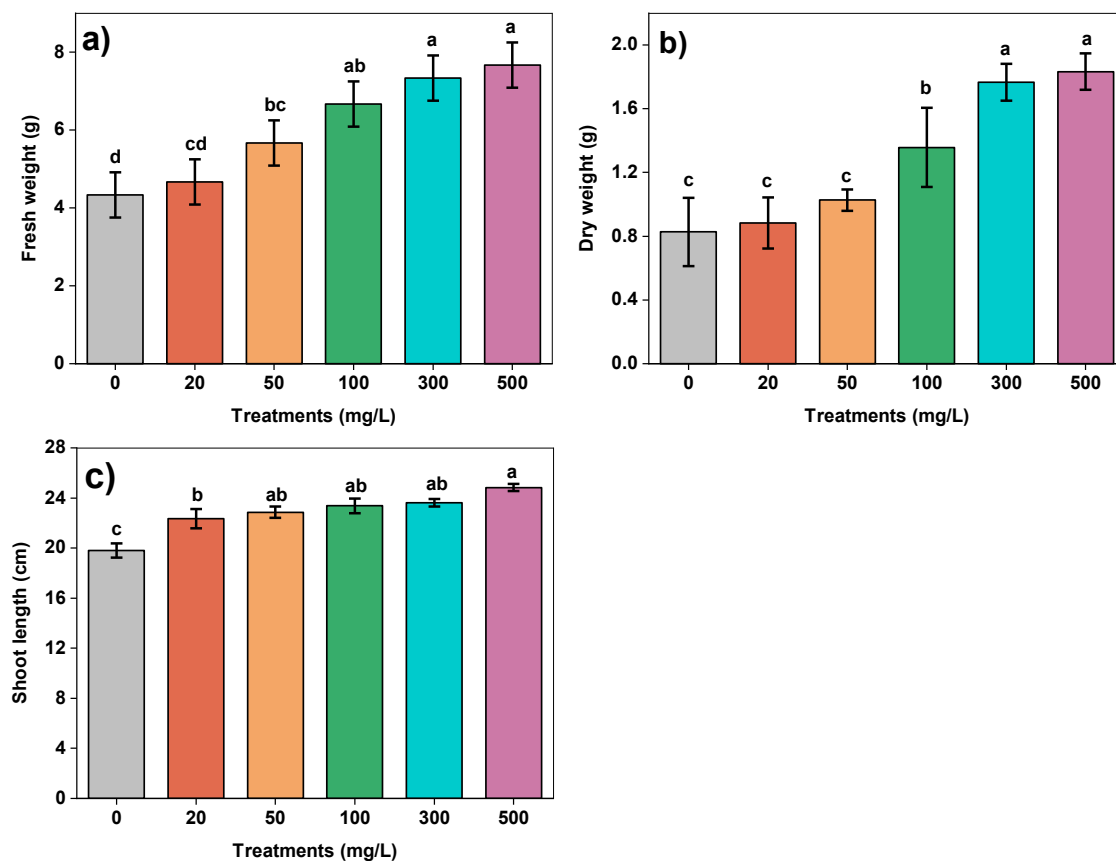 a)
Fresh weight (g)
8
6
4
2
0
d
cd
bc
ab
a
a
0 20 50 100 300 500
Treatments (mg/L)
b)
Dry weight (g)
2.0
1.6
1.2
0.8
0.4
0.0
c
c
c
b
a
a
0 20 50 100 300 500
Treatments (mg/L)
c)
Shoot length (cm)
28
24
20
16
12
8
4
0
c
b
ab
ab
ab
a
0 20 50 100 300 500
Treatments (mg/L)